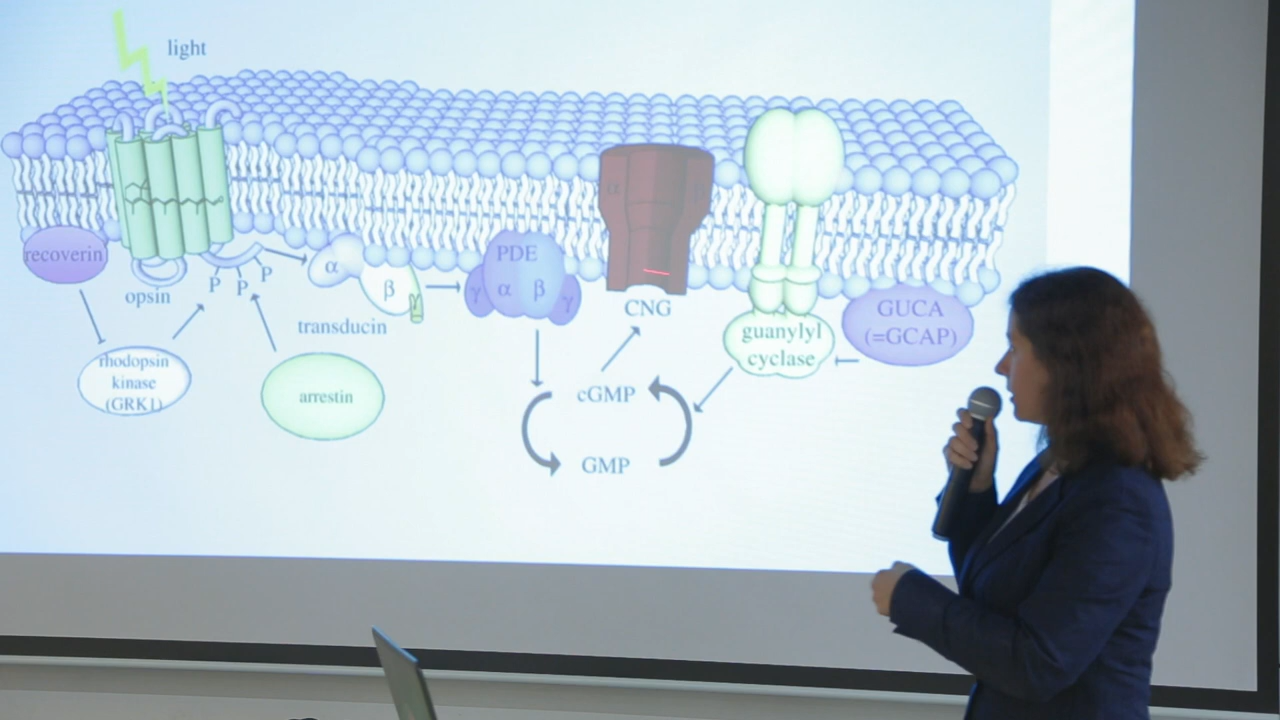 light
recoverin
opsin
P
P
P
α
β
γ
transducin
PDE
γ
α
β
γ
α
CNG
guanylyl
cyclase
GUCA
(=GCAP)
rhodopsin
kinase
(GRK1)
arrestin
cGMP
GMP